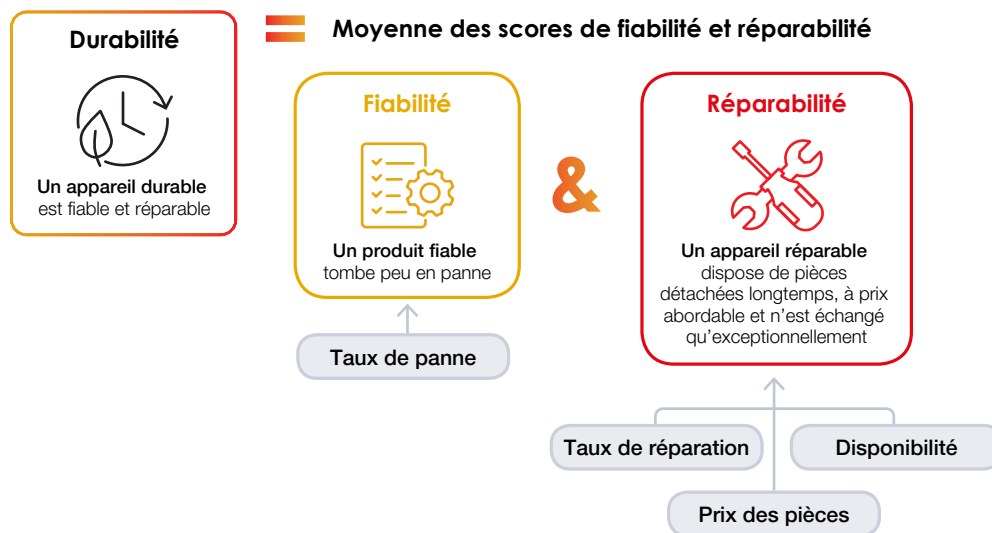 Durabilité
Un appareil durable
est fiable et réparable
Moyenne des scores de fiabilité et réparabilité
Fiabilité
Un produit fiable
tombe peu en panne
&
Réparabilité
Un appareil réparable
dispose de pièces
détachées longtemps, à prix
abordable et n’est échangé
qu’exceptionnellement
Taux de panne
Taux de réparation
Disponibilité
Prix des pièces